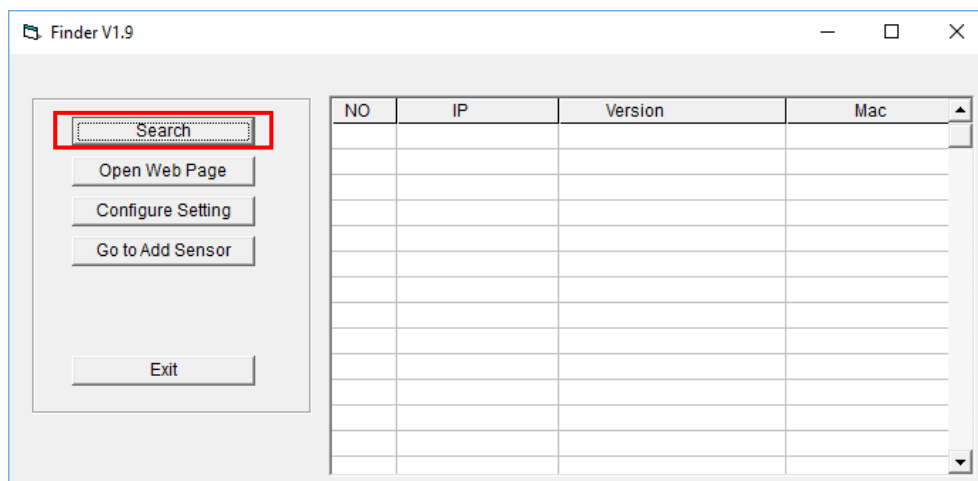 Finder V1.9
NO IP Version Mac
Search
Open Web Page
Configure Setting
Go to Add Sensor
Exit